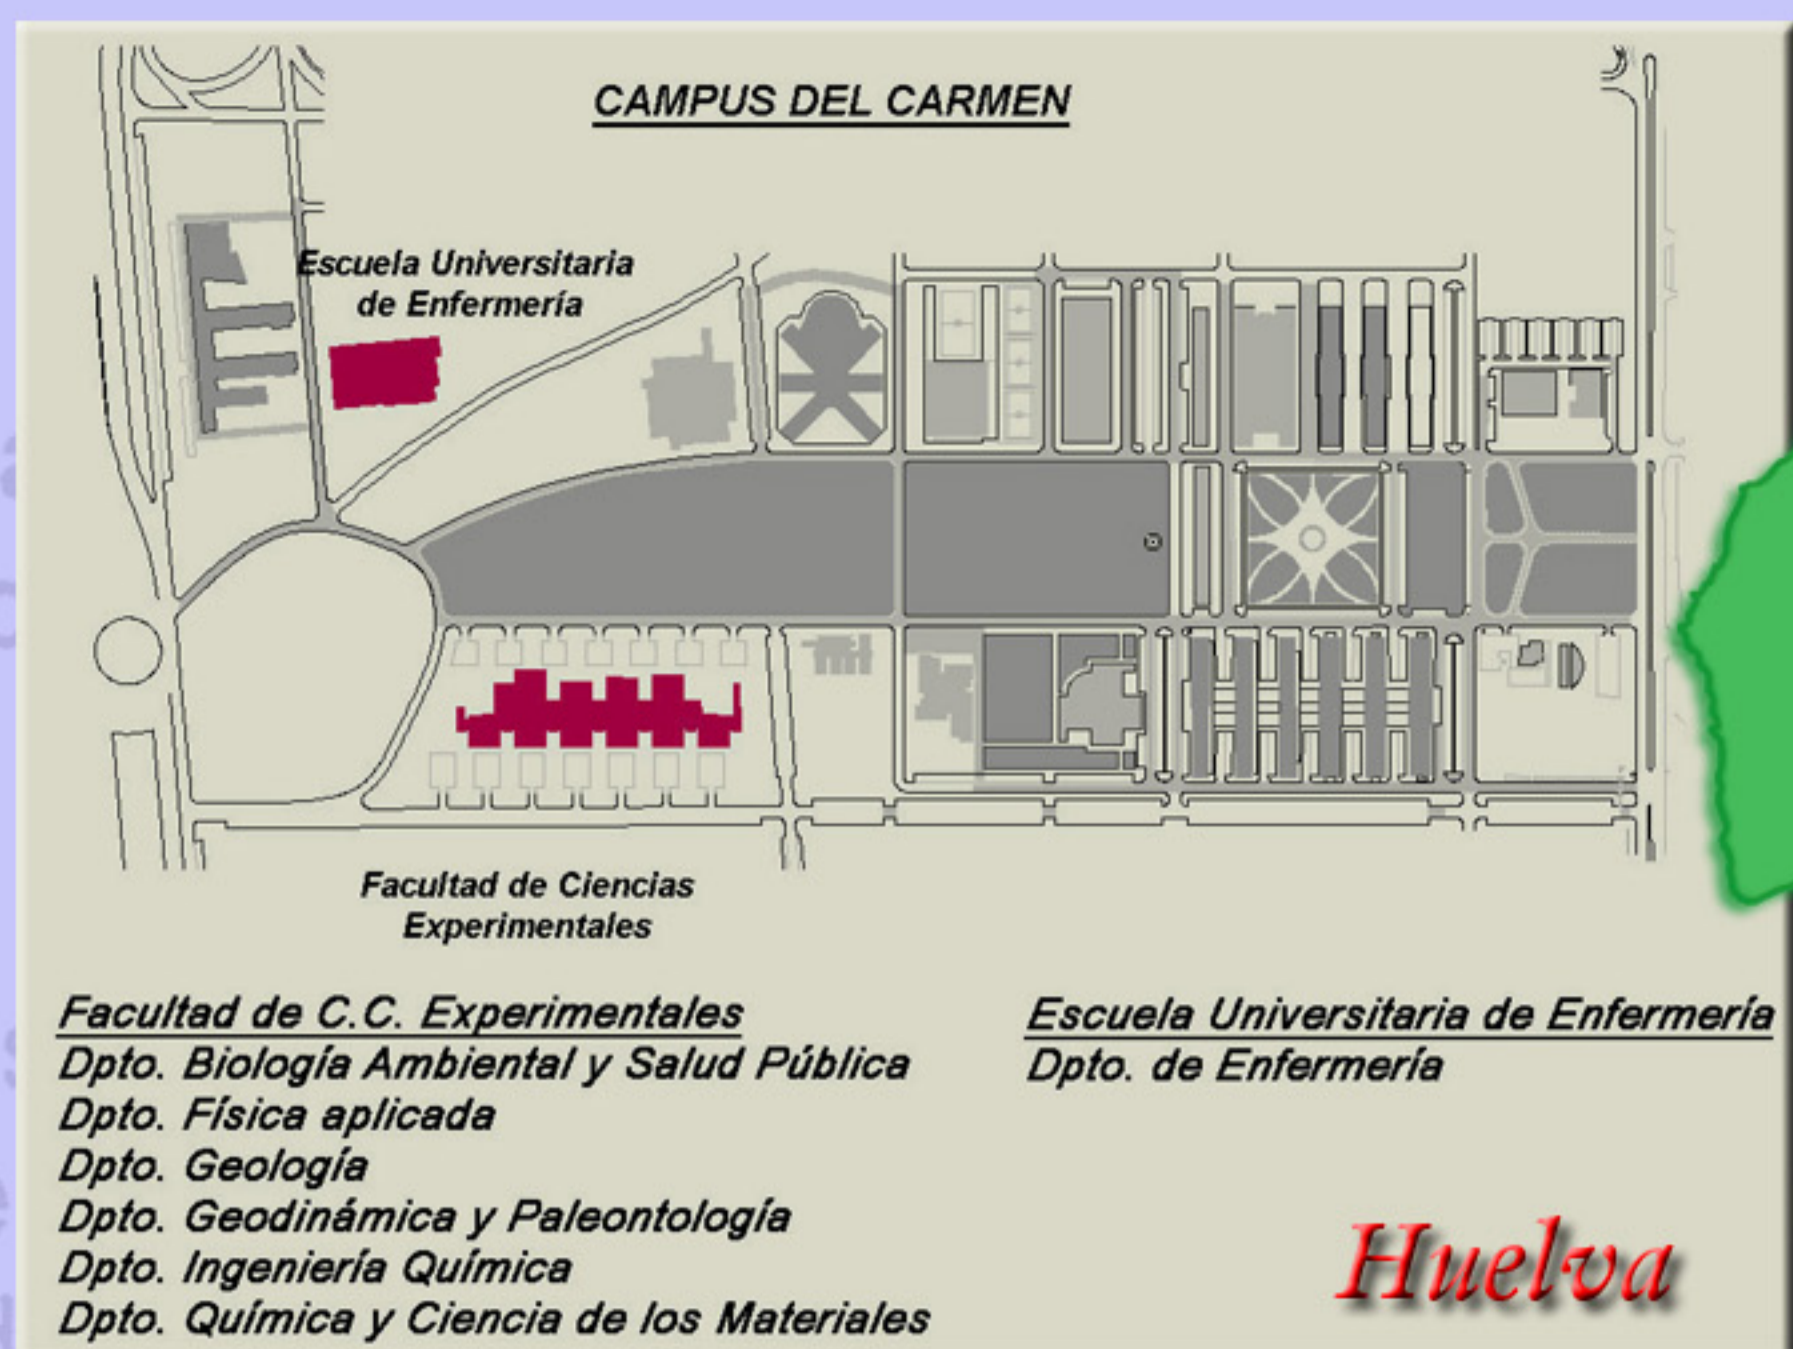 CAMPUS DEL CARMEN
Escuela Universitaria
de Enfermería
Facultad de Ciencias
Experimentales
Facultad de C.C. Experimentales
Dpto. Biología Ambiental y Salud Pública
Dpto. Física aplicada
Dpto. Geología
Dpto. Geodinámica y Paleontología
Dpto. Ingeniería Química
Dpto. Química y Ciencia de los Materiales
Escuela Universitaria de Enfermería
Dpto. de Enfermería
Huelva